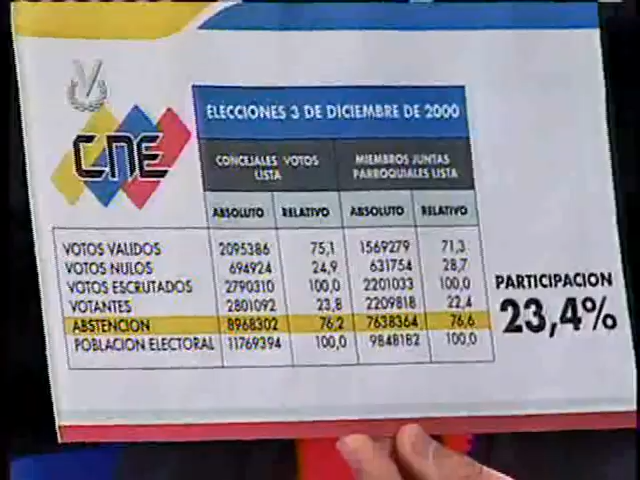 CNE
ELECCIONES 3 DE DICIEMBRE DE 2000
CONCEJALES VOTOS LISTA
MIEMBROS JUNTAS PARROQUIALES LISTA
ABSOLUTO RELATIVO ABSOLUTO RELATIVO
VOTOS VALIDOS 2095386 75,1 1569279 71,3
VOTOS NULOS 694924 24,9 631754 28,7
VOTOS ESCRUTADOS 2790310 100,0 2201033 100,0
VOTANTES 2801092 23,8 2209818 22,4
ABSTENCION 8968302 76,2 7638364 76,6
POBLACION ELECTORAL 11769394 100,0 9848182 100,0
PARTICIPACION
23,4%